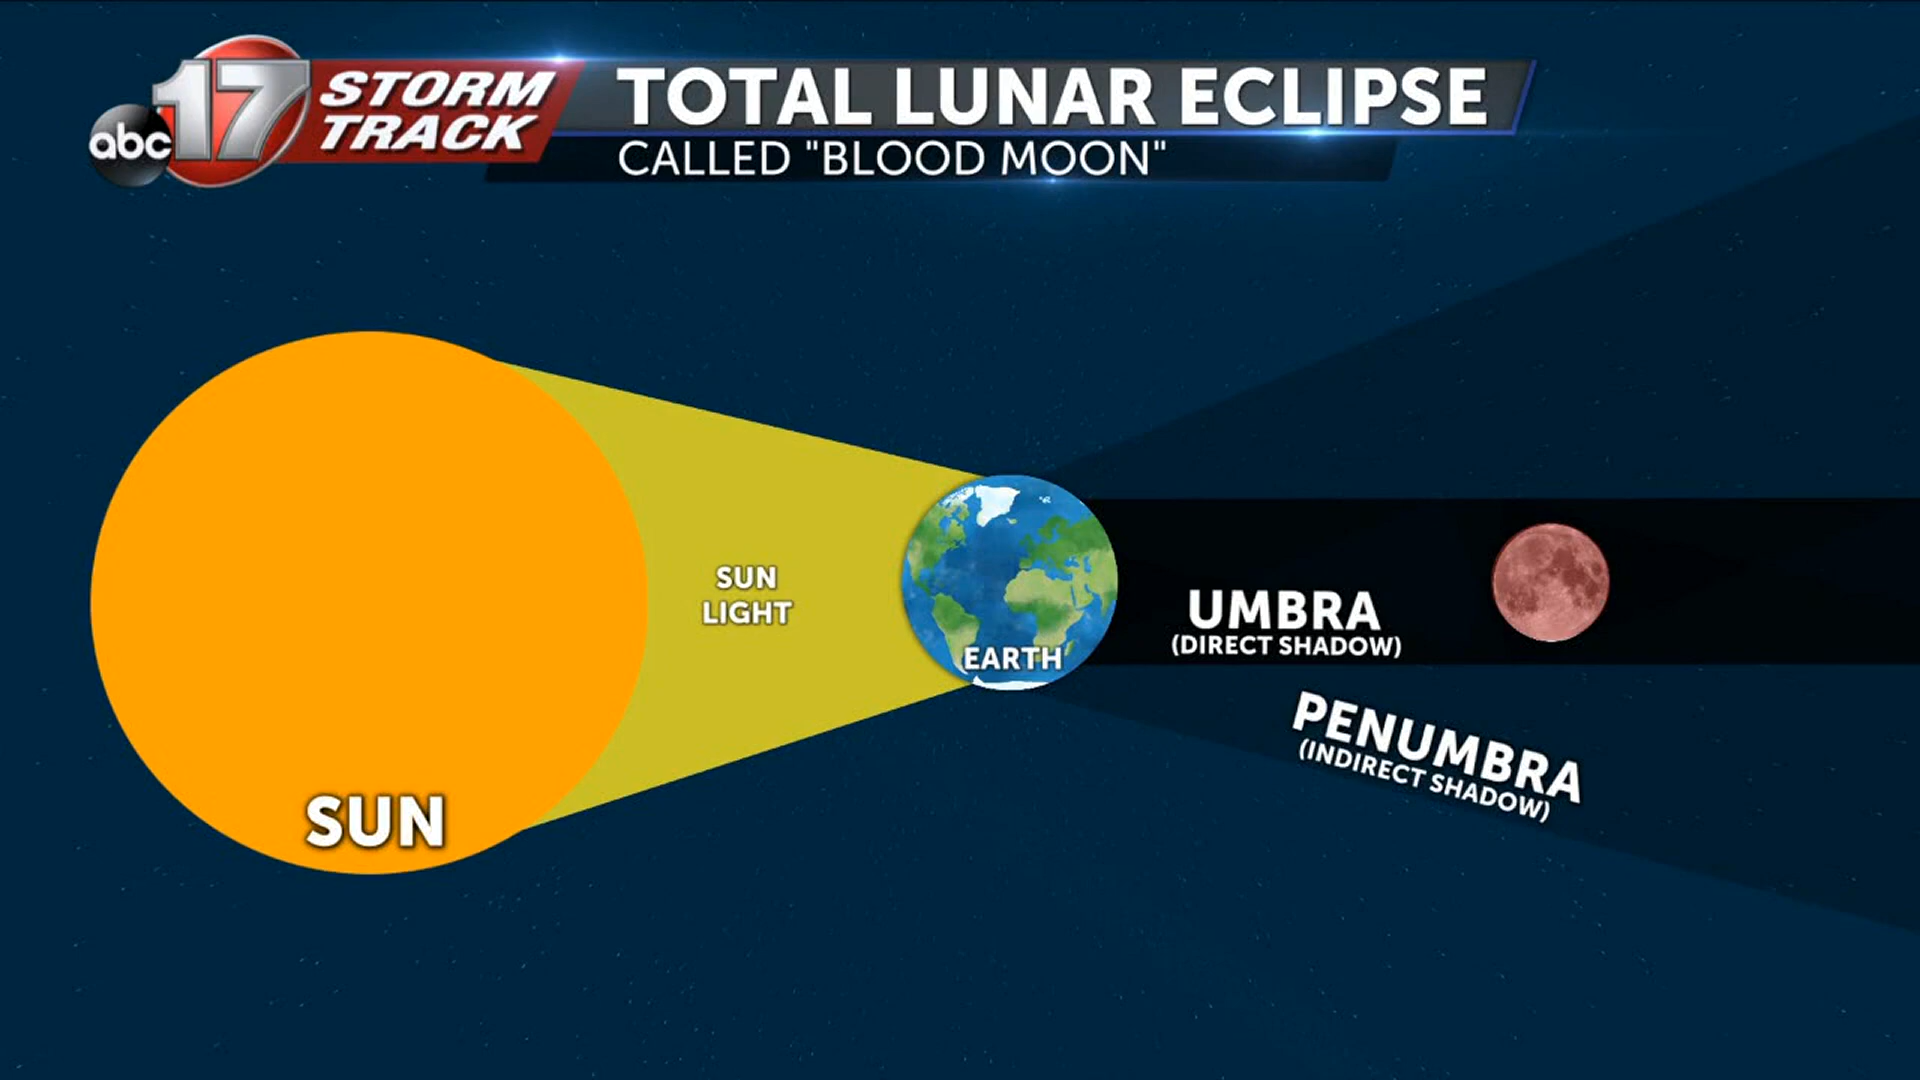 abc 17 STORM TRACK
TOTAL LUNAR ECLIPSE
CALLED "BLOOD MOON"
SUN
LIGHT
EARTH
UMBRA
(DIRECT SHADOW)
PENUMBRA
(INDIRECT SHADOW)
SUN